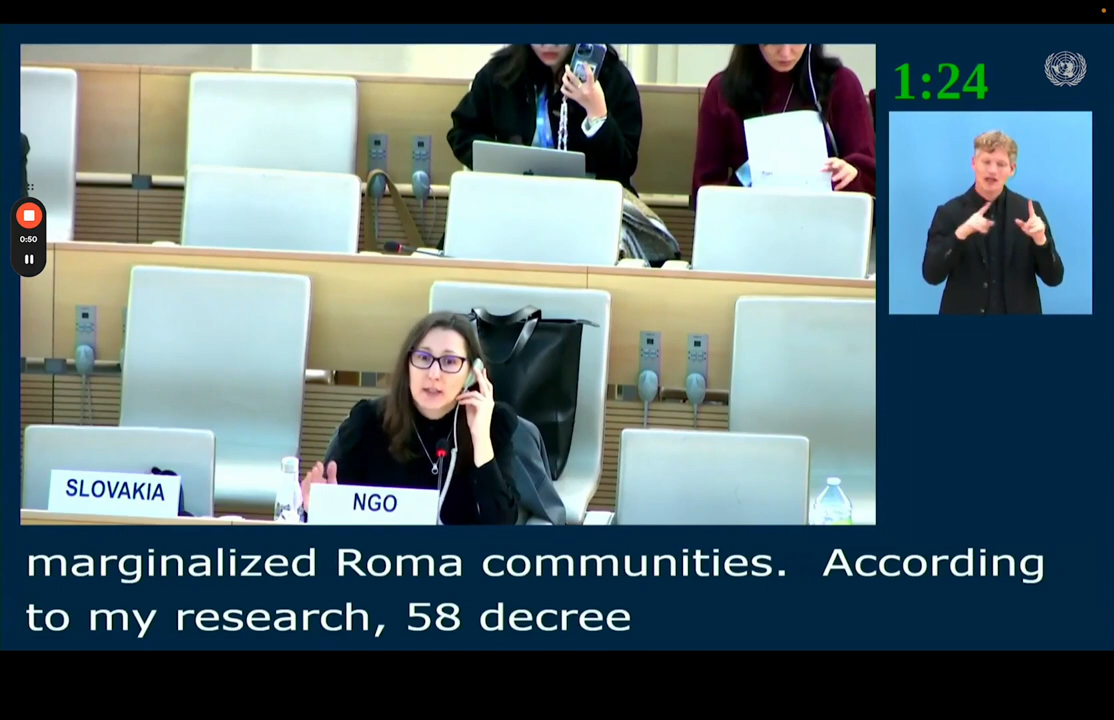 1:24
0:50
SLOVAKIA
NGO
marginalized Roma communities.  According
to my research, 58 decree